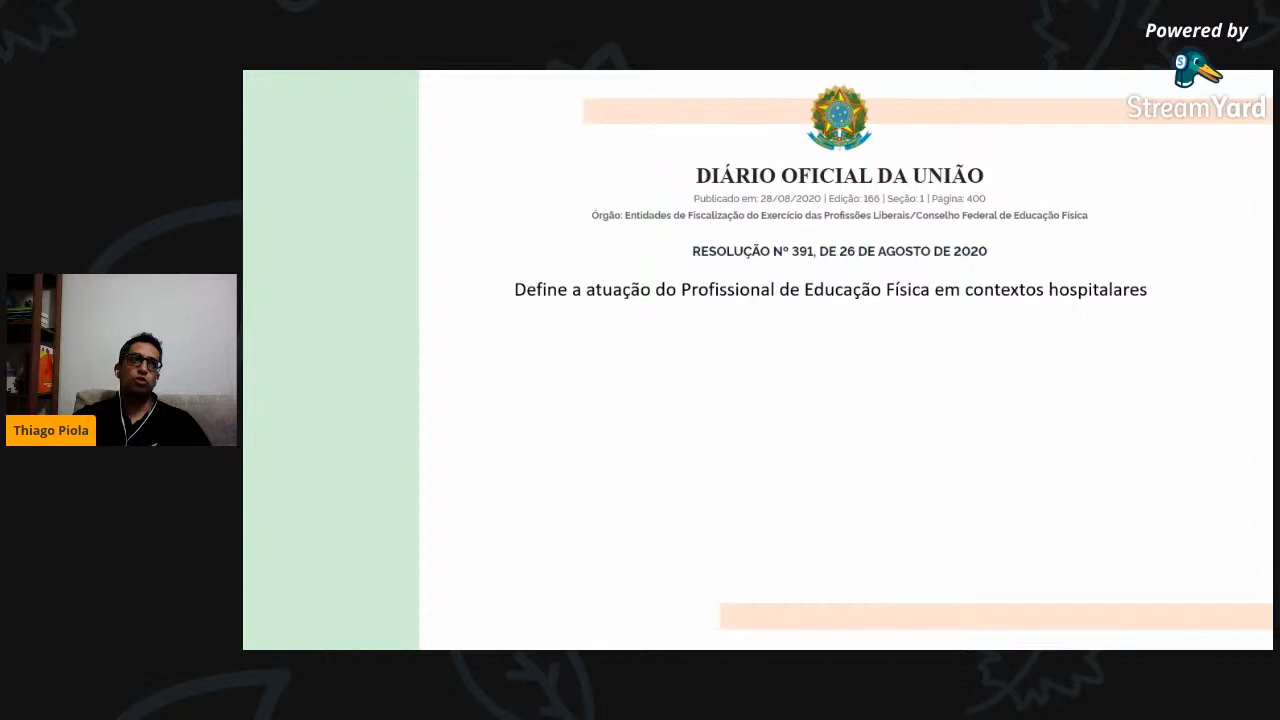 Powered by
StreamYard
DIÁRIO OFICIAL DA UNIÃO
Publicado em: 28/08/2020 | Edição: 166 | Seção: 1 | Página: 400
Órgão: Entidades de Fiscalização do Exercício das Profissões Liberais/Conselho Federal de Educação Física
RESOLUÇÃO Nº 391, DE 26 DE AGOSTO DE 2020
Define a atuação do Profissional de Educação Física em contextos hospitalares
Thiago Piola